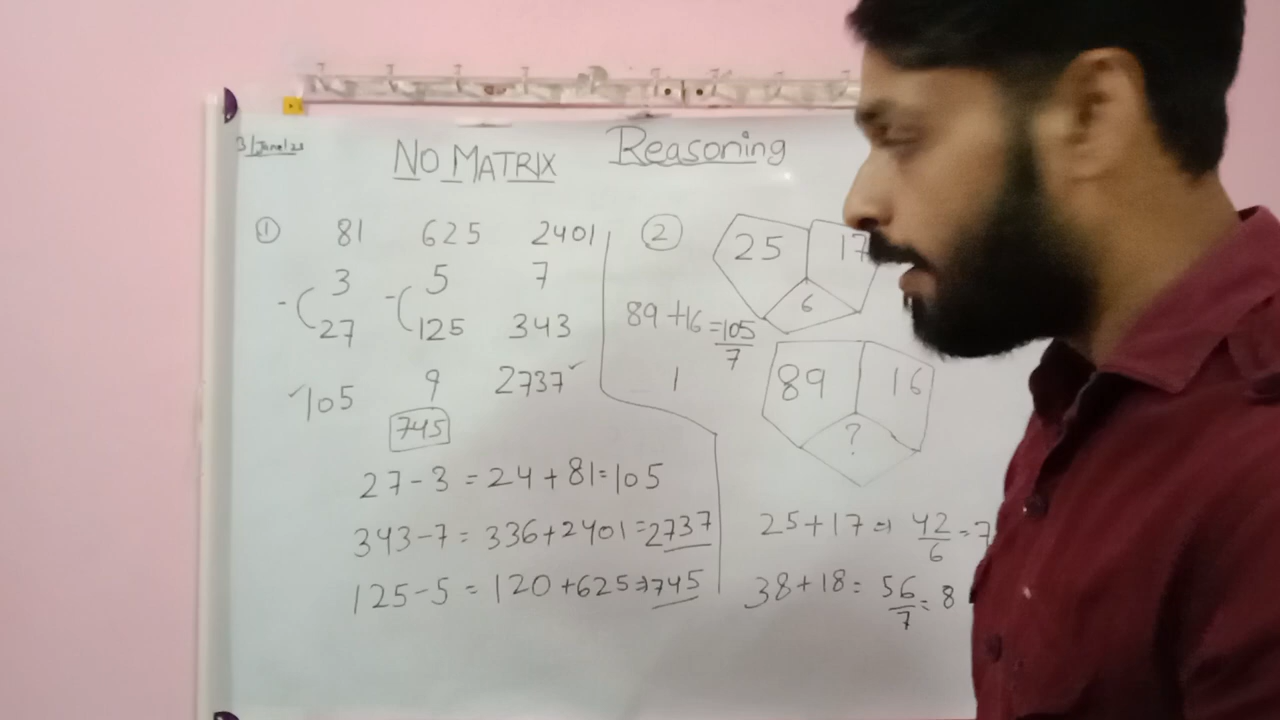 3/June/23
NO MATRIX Reasoning
① 81 625 2401
3 5 7
27 125 343
105 9 2737
745
27-3 = 24+81=105
343-7= 336+2401=2737
125-5 = 120+625⇒745
② 25 17
6
89+16=105/7
1
89 16
?
25+17⇒ 42/6=7
38+18= 56/7=8